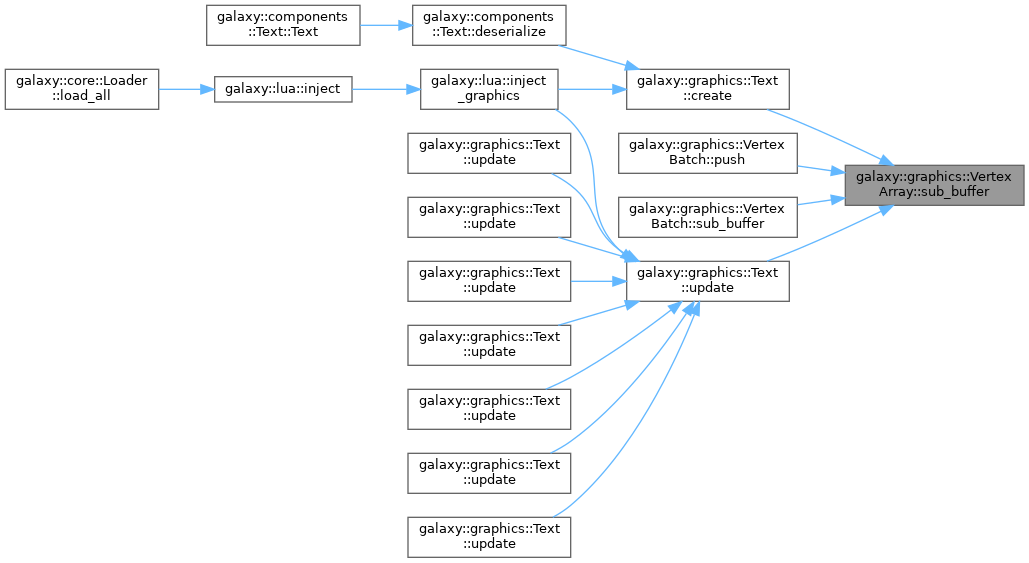 galaxy::components
::Text::Text
galaxy::components
::Text::deserialize
galaxy::core::Loader
::load_all
galaxy::lua::inject
galaxy::lua::inject
_graphics
galaxy::graphics::Text
::create
galaxy::graphics::Text
::update
galaxy::graphics::Vertex
Batch::push
galaxy::graphics::Vertex
Array::sub_buffer
galaxy::graphics::Text
::update
galaxy::graphics::Vertex
Batch::sub_buffer
galaxy::graphics::Text
::update
galaxy::graphics::Text
::update
galaxy::graphics::Text
::update
galaxy::graphics::Text
::update
galaxy::graphics::Text
::update
galaxy::graphics::Text
::update